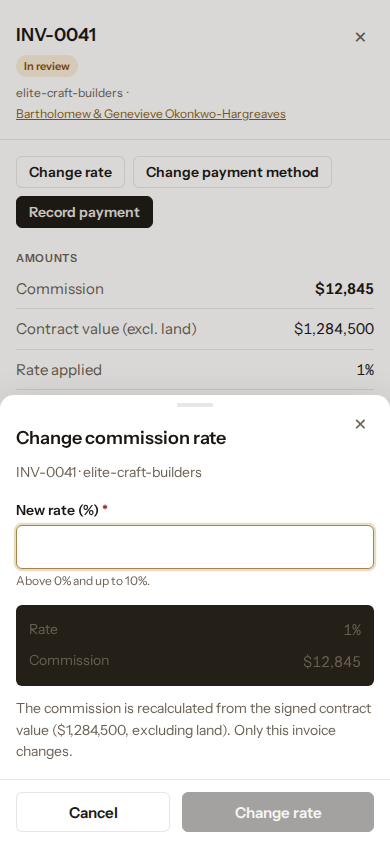 INV-0041
In review
elite-craft-builders ·
Bartholomew & Genevieve Okonkwo-Hargreaves
Change rate
Change payment method
Record payment
AMOUNTS
Commission $12,845
Contract value (excl. land) $1,284,500
Rate applied 1%
Change commission rate
INV-0041 · elite-craft-builders
New rate (%) *
Above 0% and up to 10%.
Rate 1%
Commission $12,845
The commission is recalculated from the signed contract
value ($1,284,500, excluding land). Only this invoice
changes.
Cancel
Change rate